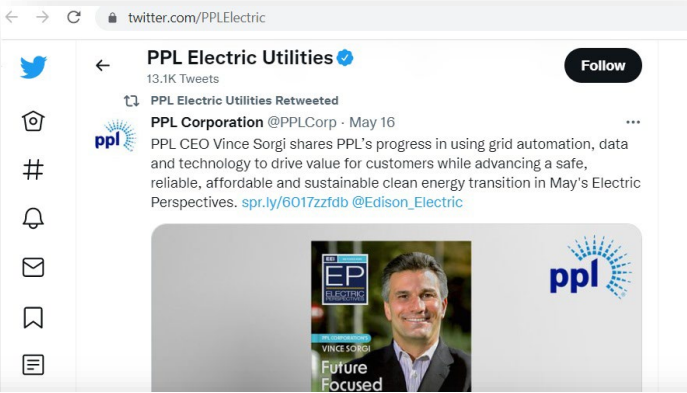 twitter.com/PPLElectric
PPL Electric Utilities
13.1K Tweets
Follow
PPL Electric Utilities Retweeted
PPL Corporation @PPLCorp · May 16
PPL CEO Vince Sorgi shares PPL's progress in using grid automation, data
and technology to drive value for customers while advancing a safe,
reliable, affordable and sustainable clean energy transition in May's Electric
Perspectives. spr.ly/6017zzfdb @Edison_Electric
ppl
ppl
EEI
EP
ELECTRIC
PERSPECTIVES
PPL CORPORATION'S
VINCE SORGI
Future
Focused